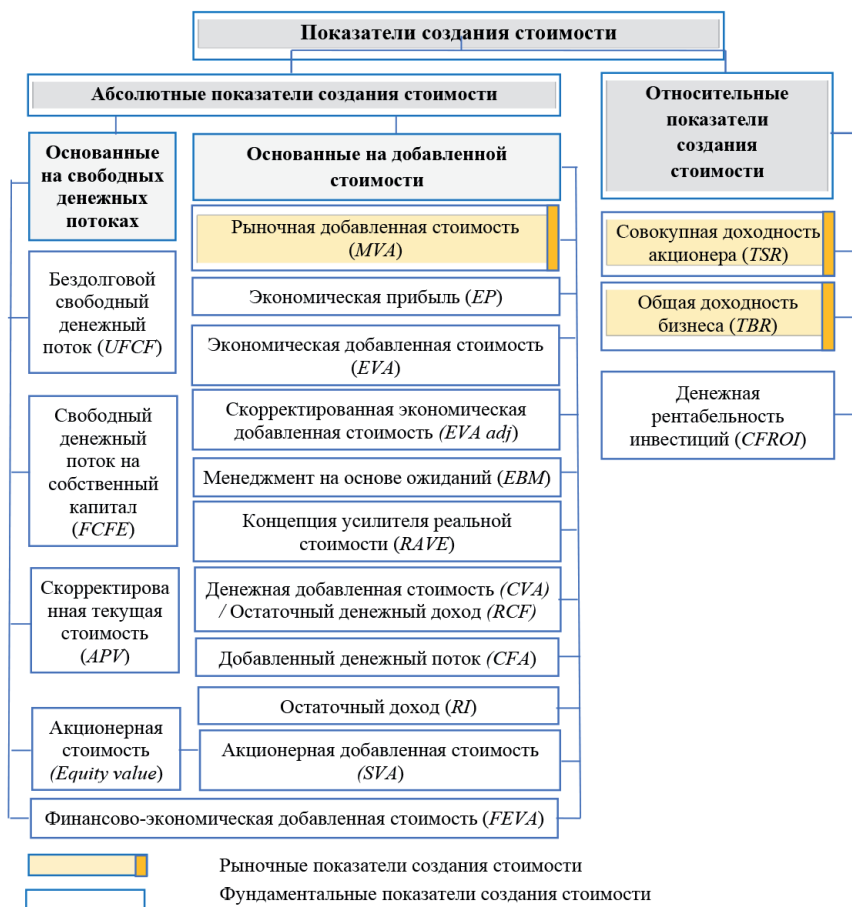 Показатели создания стоимости
Абсолютные показатели создания стоимости
Относительные
показатели
создания
стоимости
Основанные
на свободных
денежных
потоках
Основанные на добавленной
стоимости
Рыночная добавленная стоимость
(MVA)
Совокупная доходность
акционера (TSR)
Бездолговой
свободный
денежный
поток (UFCF)
Экономическая прибыль (EP)
Общая доходность
бизнеса (TBR)
Экономическая добавленная стоимость
(EVA)
Свободный
денежный
поток на
собственный
капитал
(FCFE)
Скорректированная экономическая
добавленная стоимость (EVA adj)
Денежная
рентабельность
инвестиций (CFROI)
Менеджмент на основе ожиданий (EBM)
Концепция усилителя реальной
стоимости (RAVE)
Скорректирова
нная текущая
стоимость
(APV)
Денежная добавленная стоимость (CVA)
/ Остаточный денежный доход (RCF)
Добавленный денежный поток (CFA)
Остаточный доход (RI)
Акционерная
стоимость
(Equity value)
Акционерная добавленная стоимость
(SVA)
Финансово-экономическая добавленная стоимость (FEVA)
Рыночные показатели создания стоимости
Фундаментальные показатели создания стоимости